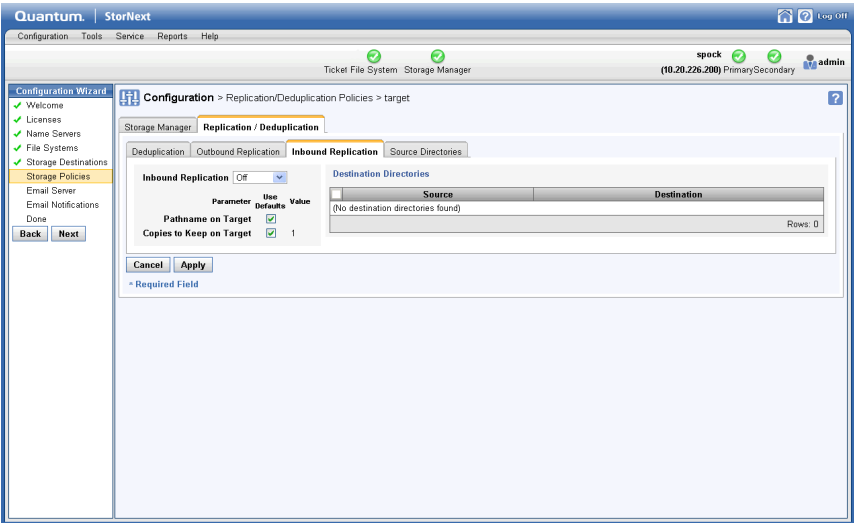 Quantum. StorNext Log Off
Configuration Tools Service Reports Help
Ticket File System Storage Manager
spock
(10.20.226.200) Primary Secondary
admin
Configuration Wizard
Welcome
Licenses
Name Servers
File Systems
Storage Destinations
Storage Policies
Email Server
Email Notifications
Done
Back Next
Configuration > Replication/Deduplication Policies > target
?
Storage Manager Replication / Deduplication
Deduplication Outbound Replication Inbound Replication Source Directories
Inbound Replication Off
Parameter Use Defaults Value
Pathname on Target
Copies to Keep on Target 1
Destination Directories
Source Destination
(No destination directories found)
Rows: 0
Cancel Apply
* Required Field